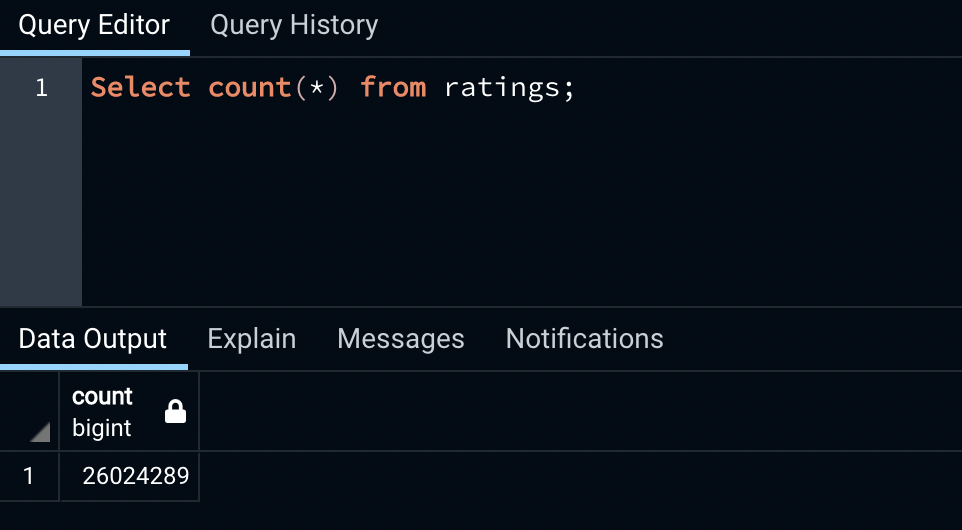 Query Editor Query History
1 Select count(*) from ratings;
Data Output Explain Messages Notifications
count
bigint
1 26024289